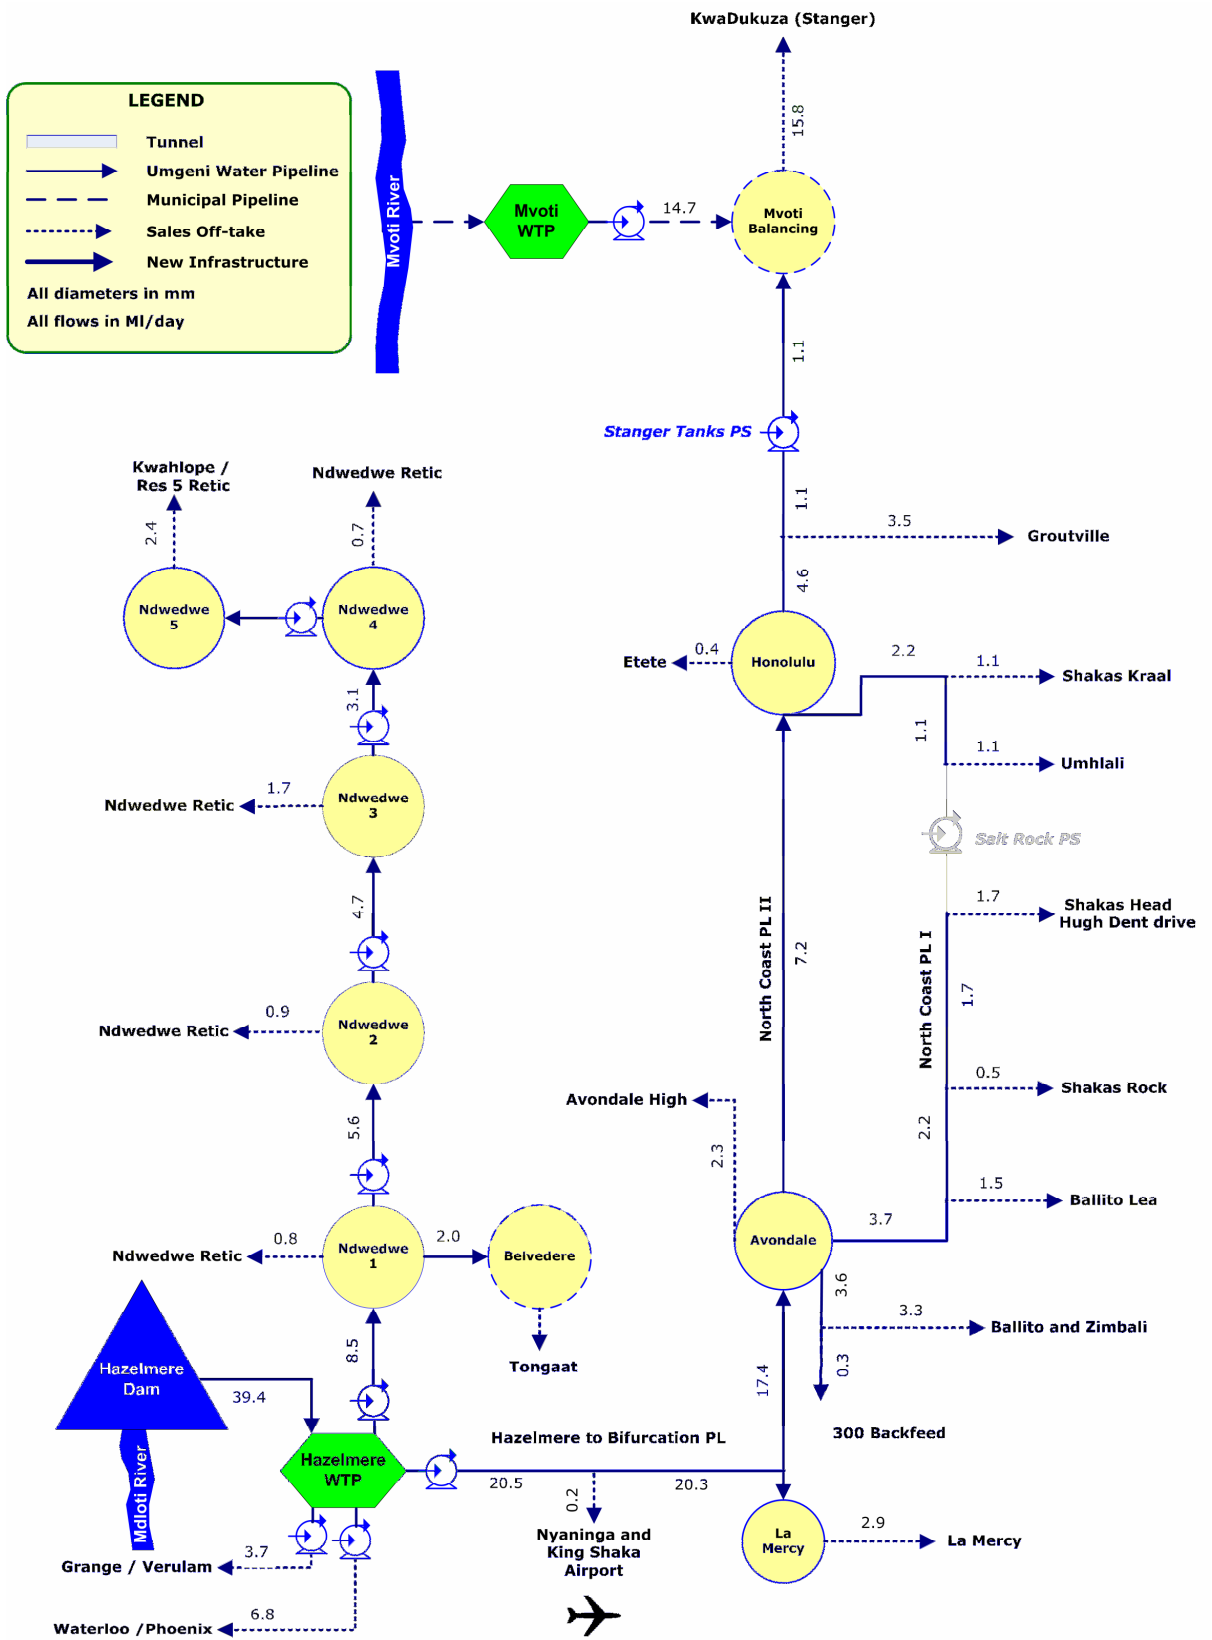 KwaDukuza (Stanger)
LEGEND
Tunnel
Umgeni Water Pipeline
Municipal Pipeline
Sales Off-take
New Infrastructure
All diameters in mm
All flows in Ml/day
Mvoti River
Mvoti
WTP
14.7
15.8
Mvoti
Balancing
1.1
Stanger Tanks PS
1.1
3.5
Groutville
4.6
Kwahlope /
Res 5 Retic
Ndwedwe Retic
2.4
0.7
Ndwedwe
5
Ndwedwe
4
3.1
Etete
0.4
Honolulu
2.2
1.1
Shakas Kraal
1.1
1.1
Umhlali
Ndwedwe Retic
1.7
Ndwedwe
3
Salt Rock PS
4.7
1.7
Shakas Head
Hugh Dent drive
North Coast PL II
7.2
North Coast PL I
1.7
Ndwedwe Retic
0.9
Ndwedwe
2
0.5
Shakas Rock
5.6
Avondale High
2.3
2.2
1.5
Ballito Lea
Ndwedwe Retic
0.8
Ndwedwe
1
2.0
Belvedere
Tongaat
Avondale
3.7
3.6
3.3
Ballito and Zimbali
0.3
300 Backfeed
8.5
17.4
Hazelmere
Dam
39.4
Mdloti River
Hazelmere
WTP
Hazelmere to Bifurcation PL
20.5
20.3
0.2
Nyaninga and
King Shaka
Airport
La
Mercy
2.9
La Mercy
Grange / Verulam
3.7
Waterloo /Phoenix
6.8